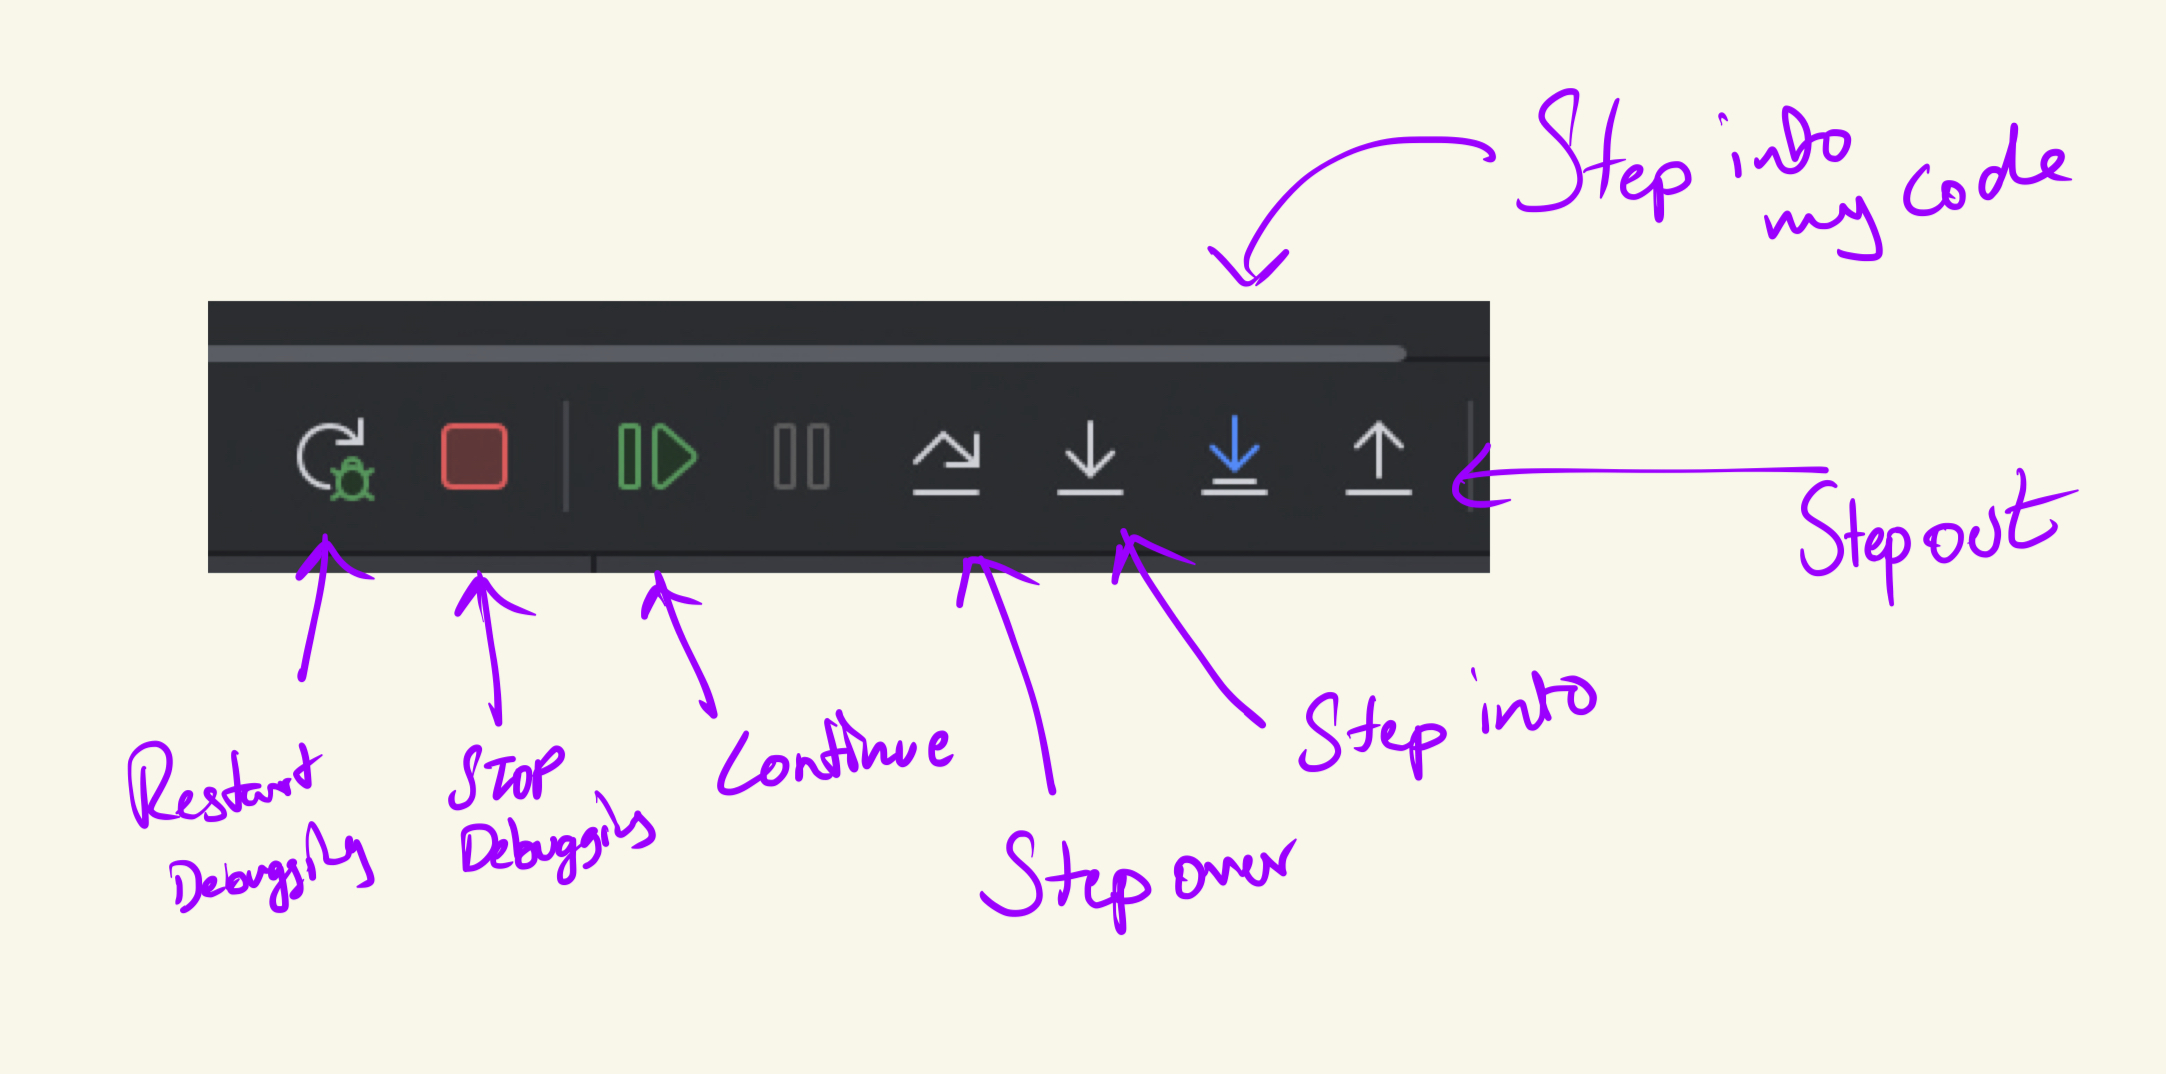 Step into
my code
Step out
Step into
Restart
Debugging
STOP
Debugging
Continue
Step over